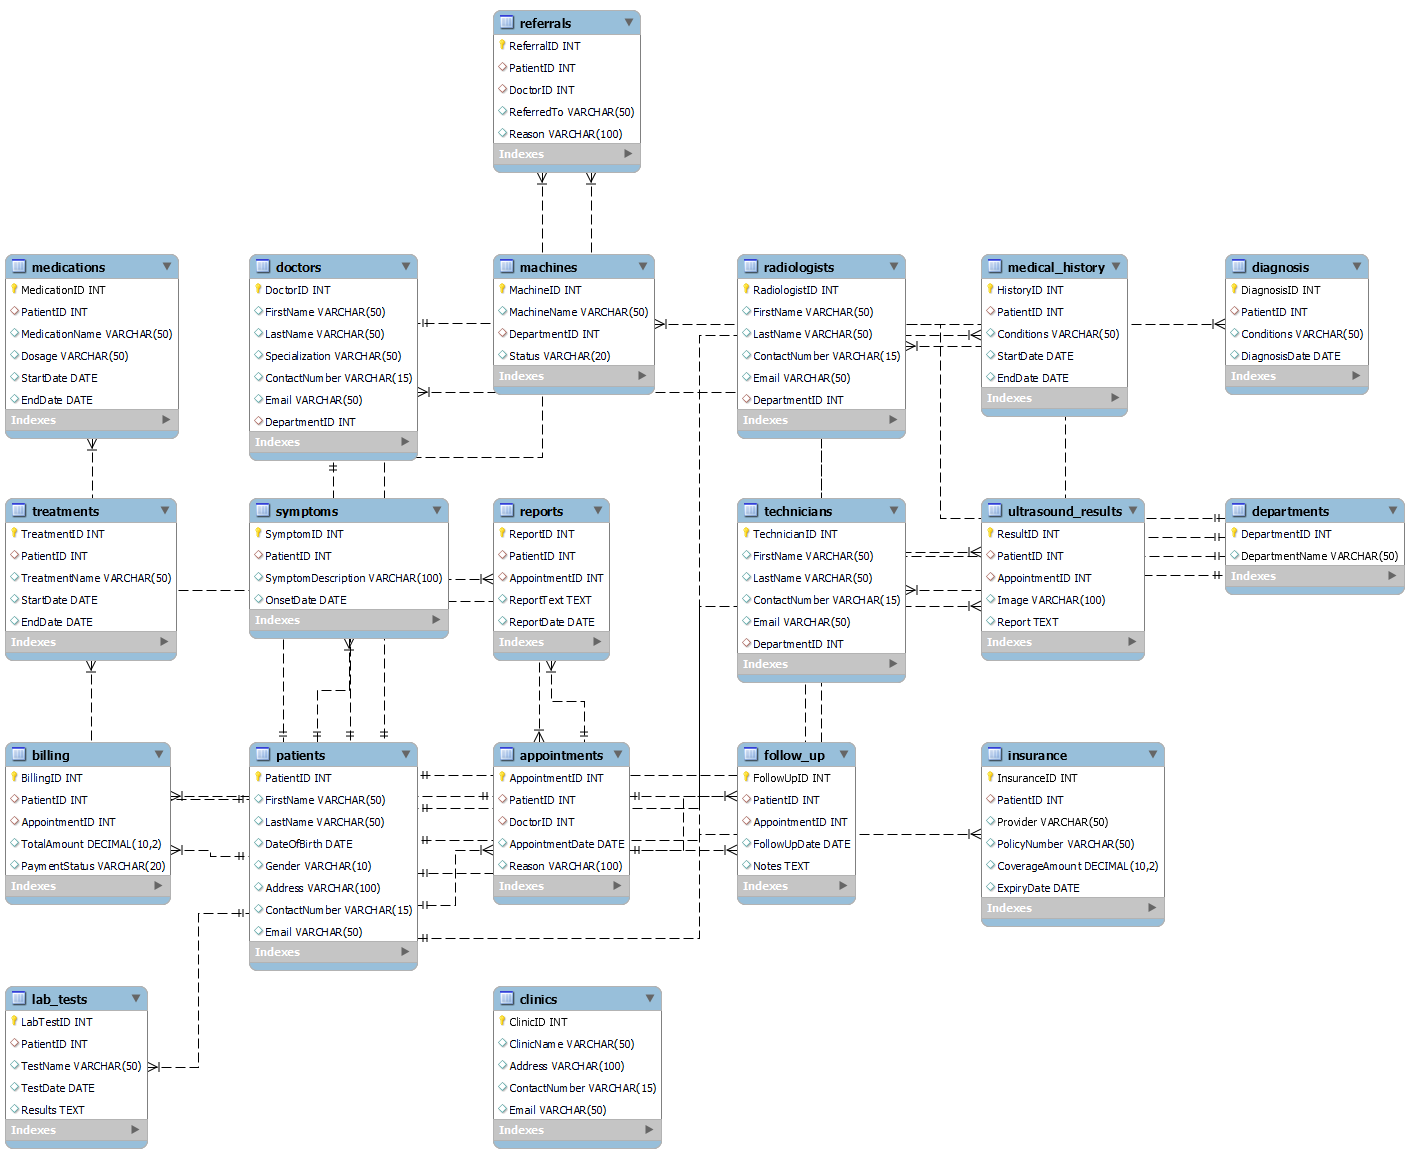 referrals
ReferralID INT
PatientID INT
DoctorID INT
ReferredTo VARCHAR(50)
Reason VARCHAR(100)
Indexes
medications
MedicationID INT
PatientID INT
MedicationName VARCHAR(50)
Dosage VARCHAR(50)
StartDate DATE
EndDate DATE
Indexes
doctors
DoctorID INT
FirstName VARCHAR(50)
LastName VARCHAR(50)
Specialization VARCHAR(50)
ContactNumber VARCHAR(15)
Email VARCHAR(50)
DepartmentID INT
Indexes
machines
MachineID INT
MachineName VARCHAR(50)
DepartmentID INT
Status VARCHAR(20)
Indexes
radiologists
RadiologistID INT
FirstName VARCHAR(50)
LastName VARCHAR(50)
ContactNumber VARCHAR(15)
Email VARCHAR(50)
DepartmentID INT
Indexes
medical_history
HistoryID INT
PatientID INT
Conditions VARCHAR(50)
StartDate DATE
EndDate DATE
Indexes
diagnosis
DiagnosisID INT
PatientID INT
Conditions VARCHAR(50)
DiagnosisDate DATE
Indexes
treatments
TreatmentID INT
PatientID INT
TreatmentName VARCHAR(50)
StartDate DATE
EndDate DATE
Indexes
symptoms
SymptomID INT
PatientID INT
SymptomDescription VARCHAR(100)
OnsetDate DATE
Indexes
reports
ReportID INT
PatientID INT
AppointmentID INT
ReportText TEXT
ReportDate DATE
Indexes
technicians
TechnicianID INT
FirstName VARCHAR(50)
LastName VARCHAR(50)
ContactNumber VARCHAR(15)
Email VARCHAR(50)
DepartmentID INT
Indexes
ultrasound_results
ResultID INT
PatientID INT
AppointmentID INT
Image VARCHAR(100)
Report TEXT
Indexes
departments
DepartmentID INT
DepartmentName VARCHAR(50)
Indexes
billing
BillingID INT
PatientID INT
AppointmentID INT
TotalAmount DECIMAL(10,2)
PaymentStatus VARCHAR(20)
Indexes
patients
PatientID INT
FirstName VARCHAR(50)
LastName VARCHAR(50)
DateOfBirth DATE
Gender VARCHAR(10)
Address VARCHAR(100)
ContactNumber VARCHAR(15)
Email VARCHAR(50)
Indexes
appointments
AppointmentID INT
PatientID INT
DoctorID INT
AppointmentDate DATE
Reason VARCHAR(100)
Indexes
follow_up
FollowUpID INT
PatientID INT
AppointmentID INT
FollowUpDate DATE
Notes TEXT
Indexes
insurance
InsuranceID INT
PatientID INT
Provider VARCHAR(50)
PolicyNumber VARCHAR(50)
CoverageAmount DECIMAL(10,2)
ExpiryDate DATE
Indexes
lab_tests
LabTestID INT
PatientID INT
TestName VARCHAR(50)
TestDate DATE
Results TEXT
Indexes
clinics
ClinicID INT
ClinicName VARCHAR(50)
Address VARCHAR(100)
ContactNumber VARCHAR(15)
Email VARCHAR(50)
Indexes